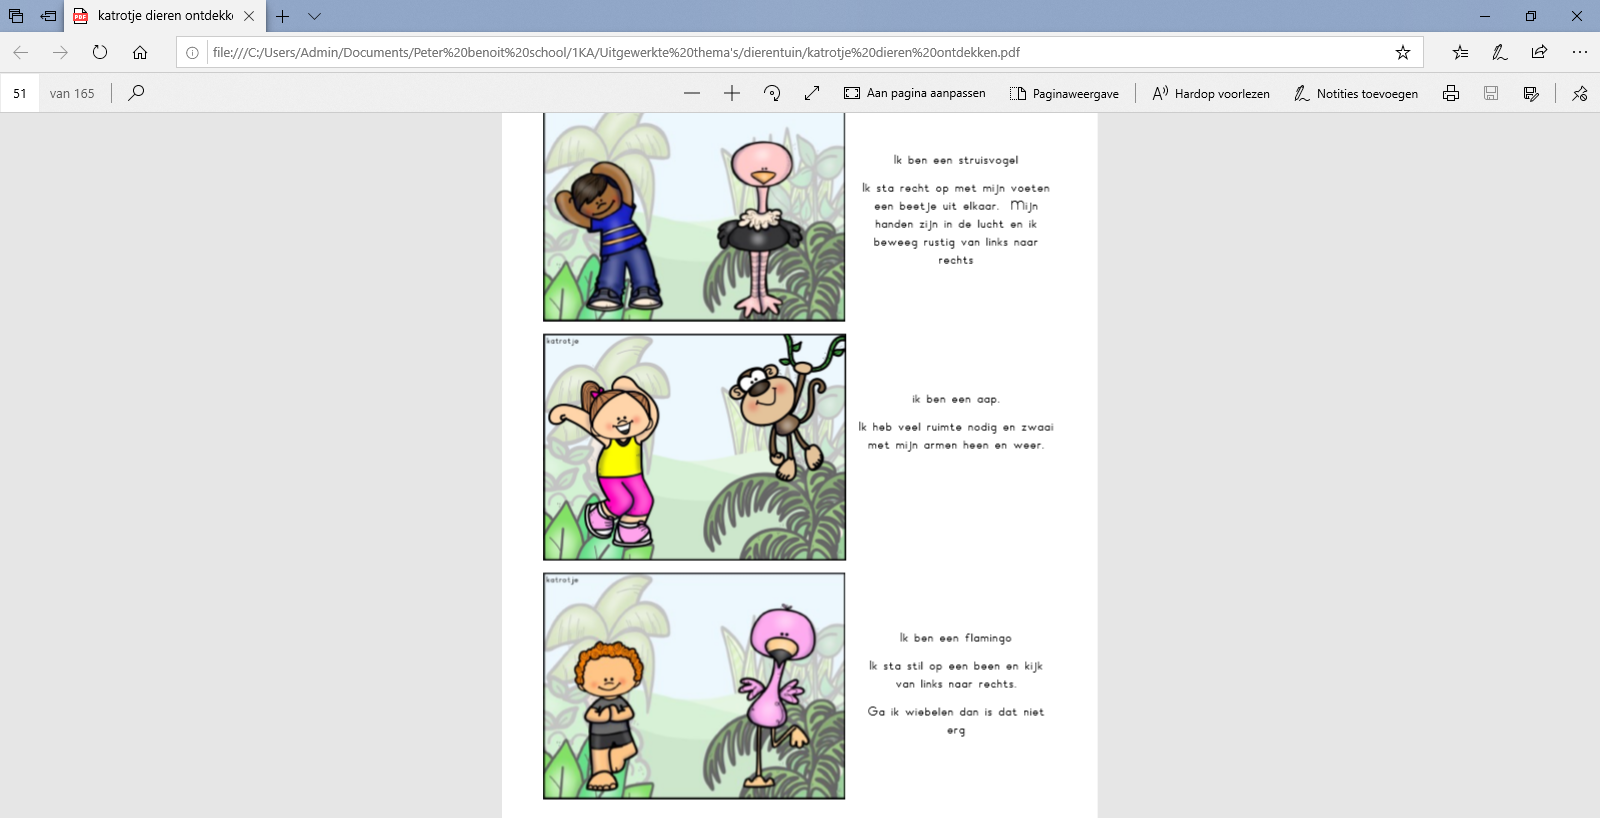 katrotje dieren ontdekk
file:///C:/Users/Admin/Documents/Peter%20benoit%20school/1KA/Uitgewerkte%20thema's/dierentuin/katrotje%20dieren%20ontdekken.pdf
51 van 165
Aan pagina aanpassen
Paginaweergave
Hardop voorlezen
Notities toevoegen
Ik ben een struisvogel
Ik sta recht op met mijn voeten
een beetje uit elkaar. Mijn
handen zijn in de lucht en ik
beweeg rustig van links naar
rechts
katrotje
ik ben een aap.
Ik heb veel ruimte nodig en zwaai
met mijn armen heen en weer.
katrotje
Ik ben een flamingo
Ik sta stil op een been en kijk
van links naar rechts.
Ga ik wiebelen dan is dat niet
erg